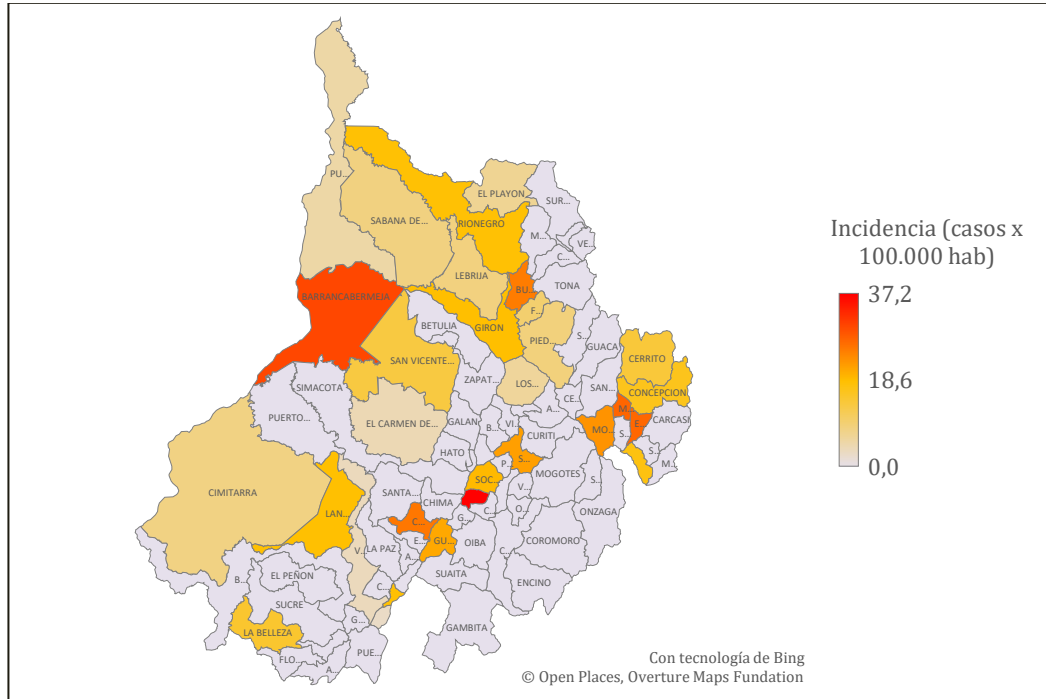 PU...
EL PLAYON
SUR...
SABANA DE...
RIONEGRO
M...
VE...
C...
LEBRIJA
TONA
BU...
BARRANCABERMEJA
F...
BETULIA
GIRON
PIED...
S...
GUACA
SAN VICENTE...
CERRITO
ZAPAT...
LOS...
SAN...
CONCEPCION
SIMACOTA
CE...
A...
M...
PUERTO...
EL CARMEN DE...
GALAN
B...
VI...
CURITI
MO...
E...
CARCASI
S...
HATO
P...
S...
S...
M...
SOC...
MOGOTES
S...
CIMITARRA
SANTA...
CHIMA
V...
LAN...
C...
G...
C...
O...
ONZAGA
V...
LA PAZ
E...
GU...
OIBA
COROMORO
A...
C...
B...
EL PEÑON
C...
SUAITA
ENCINO
SUCRE
G...
GAMBITA
LA BELLEZA
FLO...
A...
PUE...
Incidencia (casos x
100.000 hab)
37,2
18,6
0,0
Con tecnología de Bing
© Open Places, Overture Maps Fundation